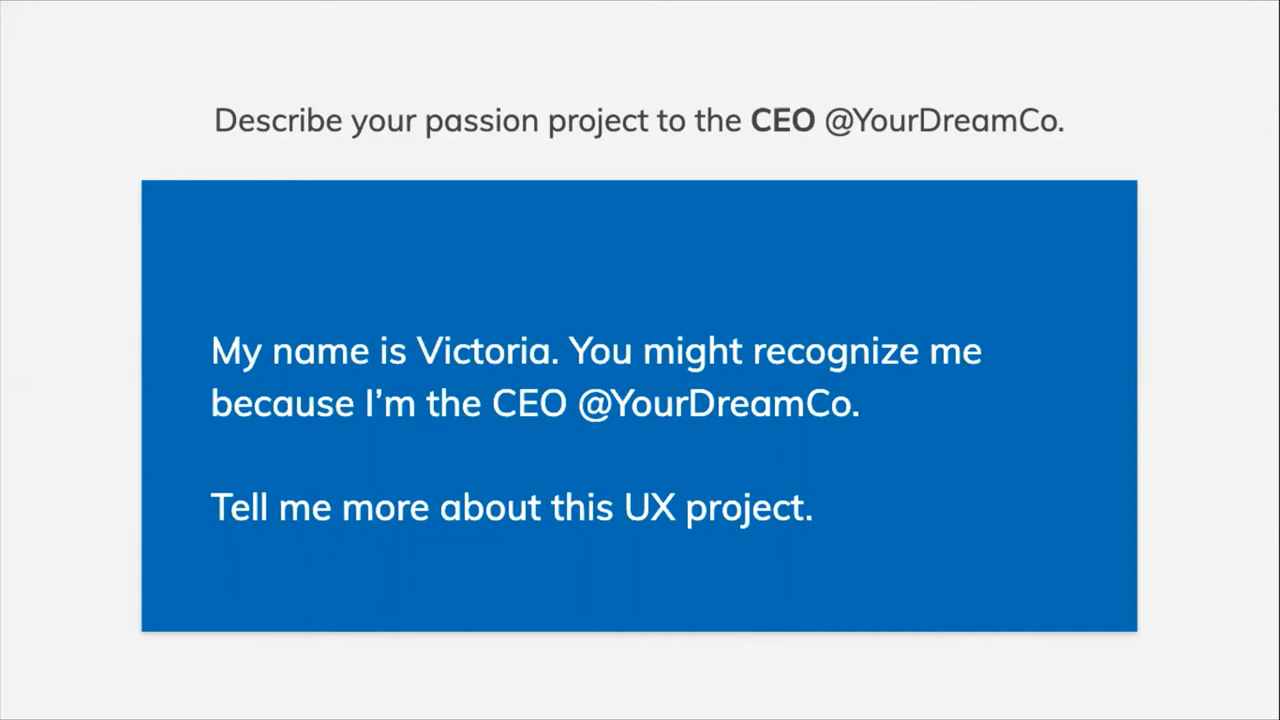 Describe your passion project to the CEO @YourDreamCo.
My name is Victoria. You might recognize me
because I’m the CEO @YourDreamCo.
Tell me more about this UX project.